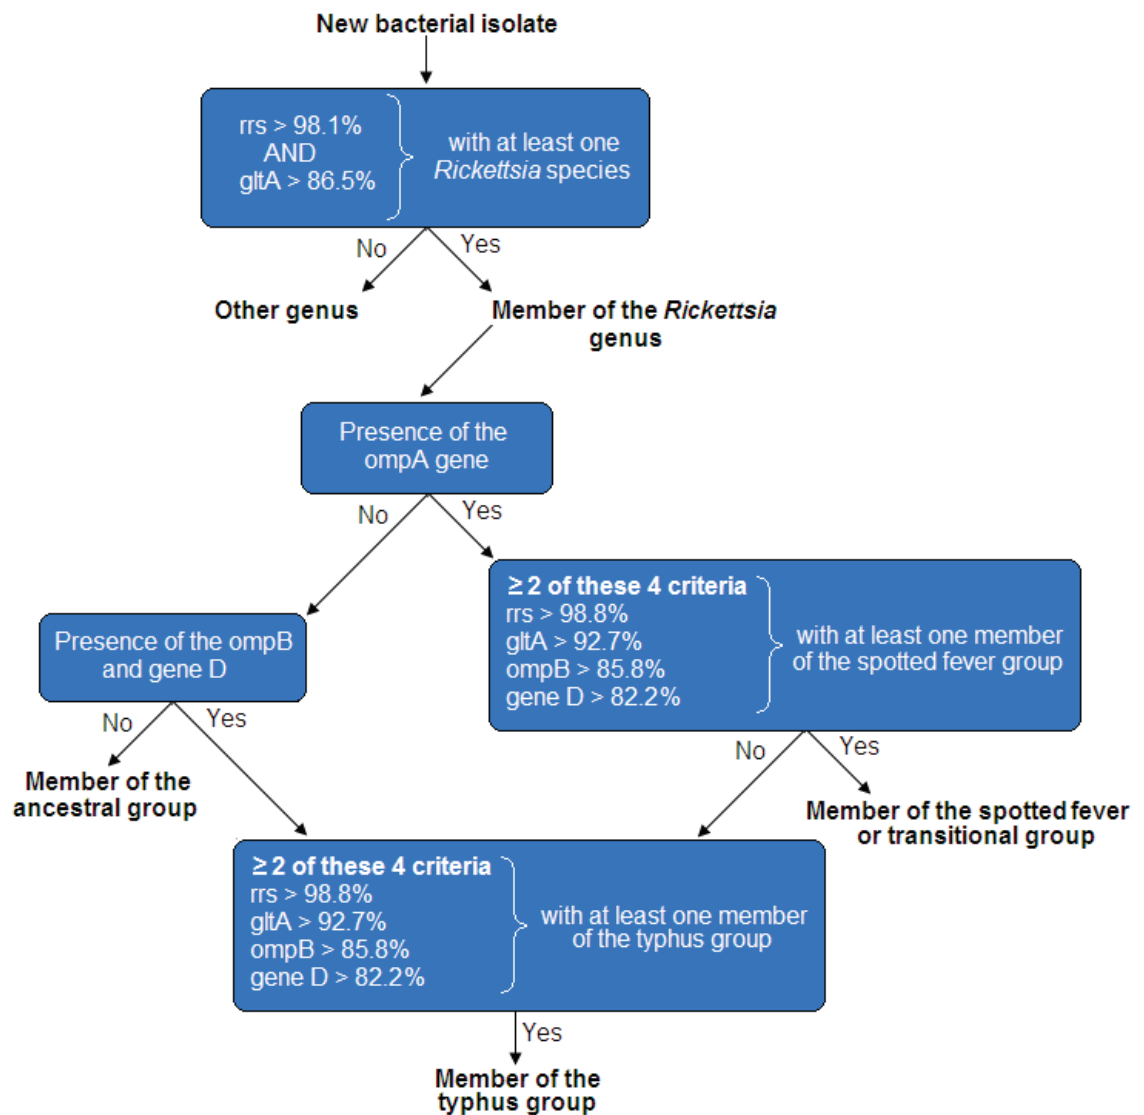 New bacterial isolate
rrs > 98.1%
AND
gltA > 86.5%
with at least one
Rickettsia species
No
Yes
Other genus
Member of the Rickettsia
genus
Presence of the
ompA gene
No
Yes
≥ 2 of these 4 criteria
rrs > 98.8%
gltA > 92.7%
ompB > 85.8%
gene D > 82.2%
with at least one member
of the spotted fever group
Presence of the ompB
and gene D
No
Yes
No
Yes
Member of the
ancestral group
Member of the spotted fever
or transitional group
≥ 2 of these 4 criteria
rrs > 98.8%
gltA > 92.7%
ompB > 85.8%
gene D > 82.2%
with at least one member
of the typhus group
Yes
Member of the
typhus group